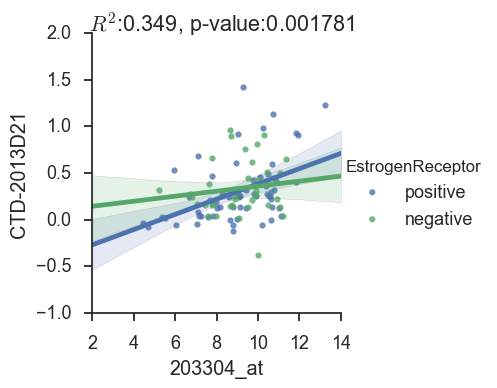 R²:0.349, p-value:0.001781
2.0
1.5
1.0
0.5
0.0
−0.5
−1.0
CTD-2013D21
2 4 6 8 10 12 14
203304_at
EstrogenReceptor
positive
negative